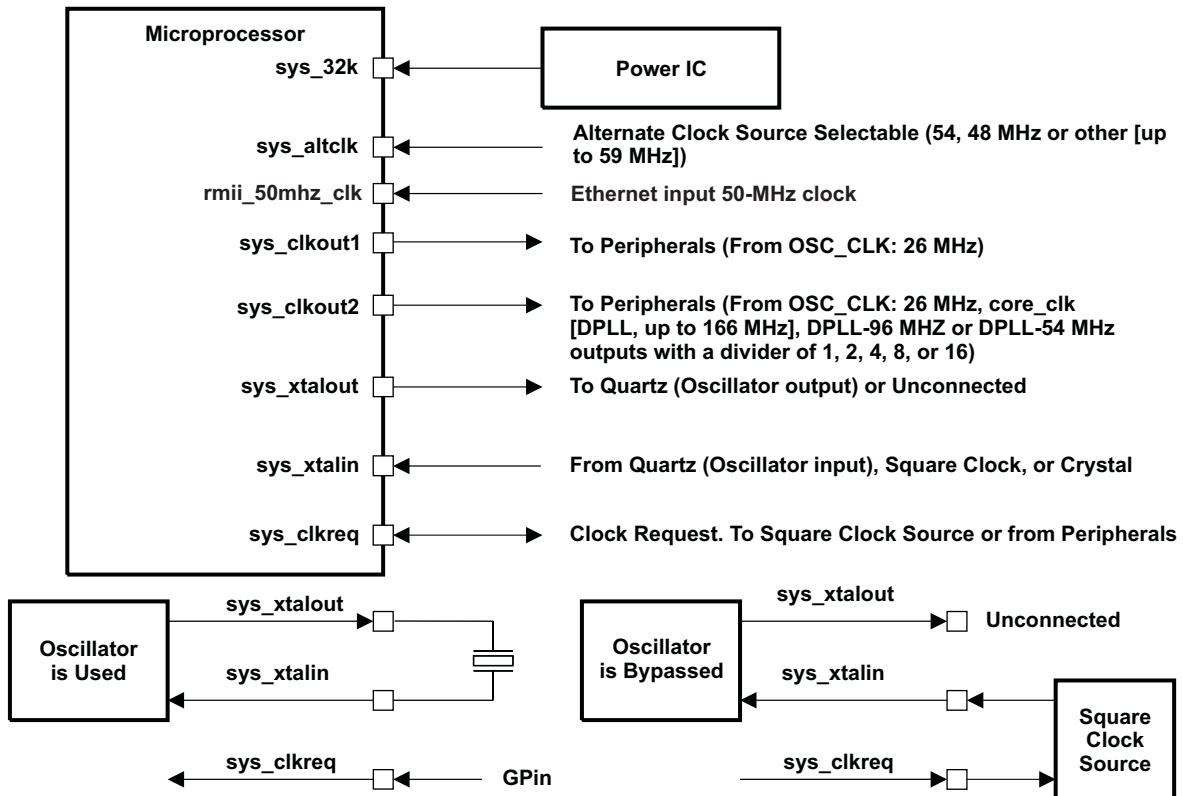 Microprocessor
sys_32k
Power IC
sys_altclk
Alternate Clock Source Selectable (54, 48 MHz or other [up
to 59 MHz])
rmii_50mhz_clk
Ethernet input 50-MHz clock
sys_clkout1
To Peripherals (From OSC_CLK: 26 MHz)
sys_clkout2
To Peripherals (From OSC_CLK: 26 MHz, core_clk
[DPLL, up to 166 MHz], DPLL-96 MHZ or DPLL-54 MHz
outputs with a divider of 1, 2, 4, 8, or 16)
sys_xtalout
To Quartz (Oscillator output) or Unconnected
sys_xtalin
From Quartz (Oscillator input), Square Clock, or Crystal
sys_clkreq
Clock Request. To Square Clock Source or from Peripherals
Oscillator
is Used
sys_xtalout
sys_xtalin
sys_clkreq
GPin
Oscillator
is Bypassed
sys_xtalout
Unconnected
sys_xtalin
sys_clkreq
Square
Clock
Source